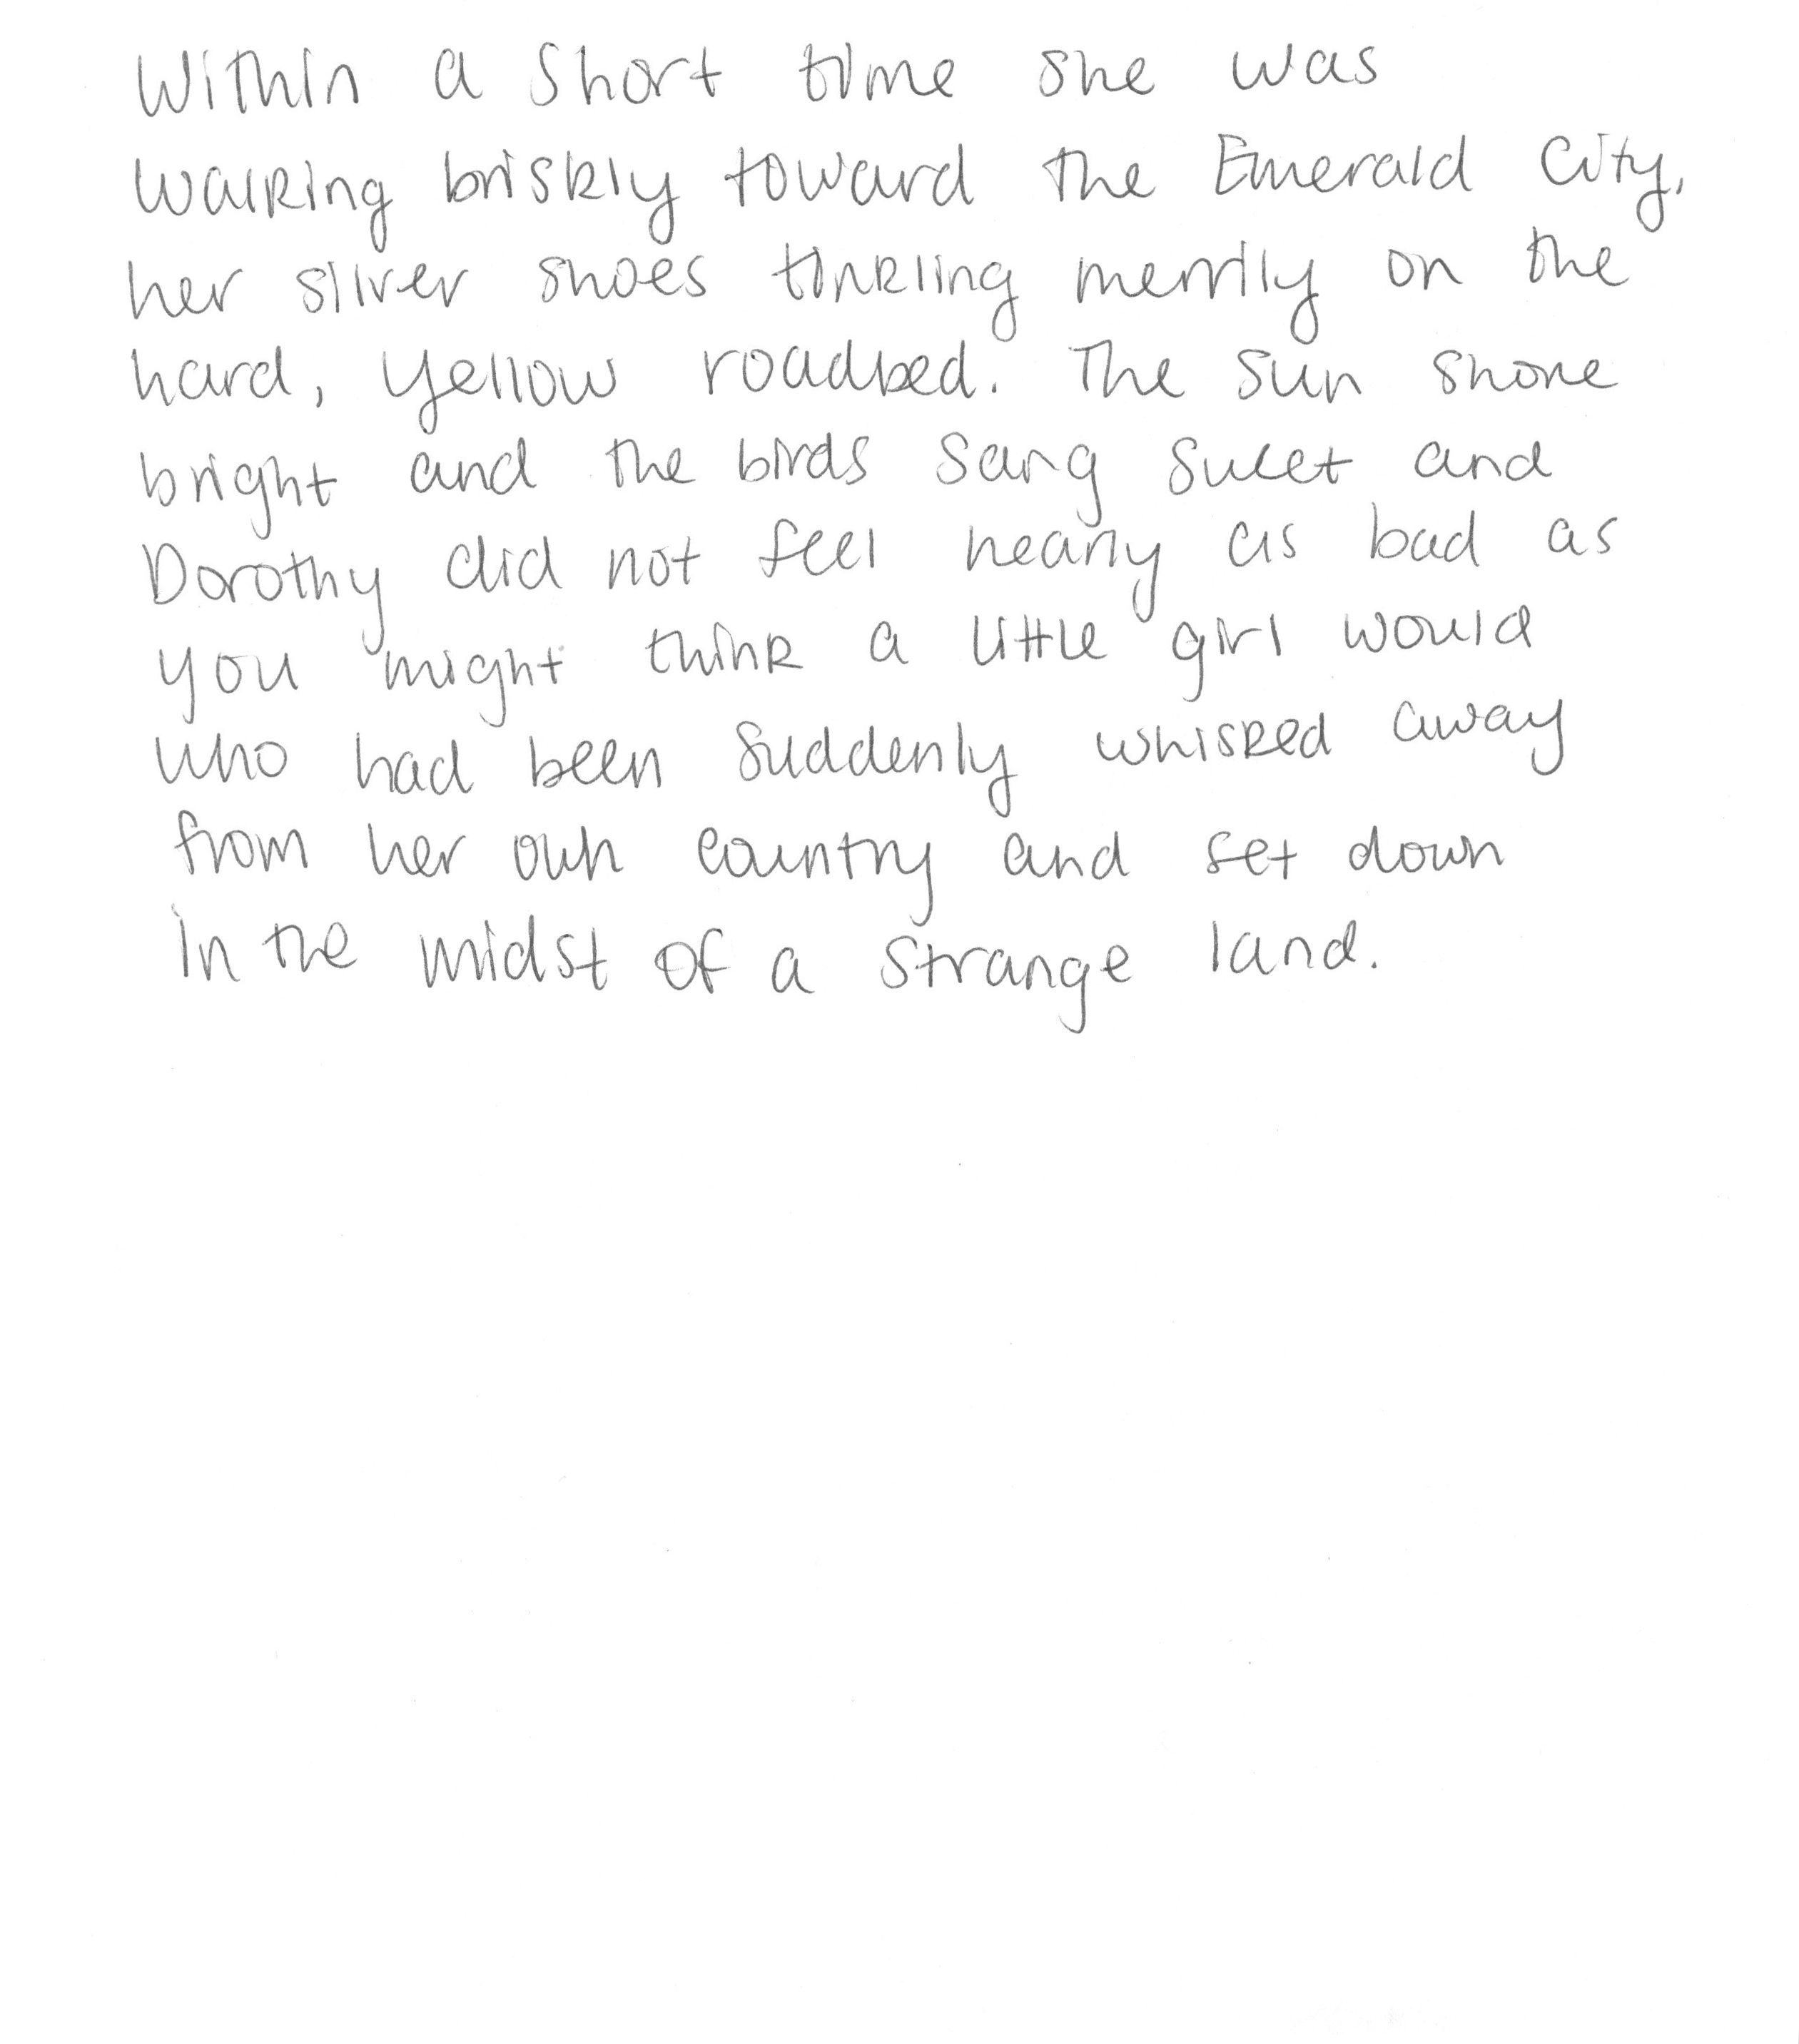 Within a short time she was
walking briskly toward the Emerald City,
her silver shoes tinkling merrily on the
hard, yellow roadbed. The sun shone
bright and the birds sang sweet and
Dorothy did not feel nearly as bad as
you might think a little girl would
who had been suddenly whisked away
from her own country and set down
in the midst of a strange land.